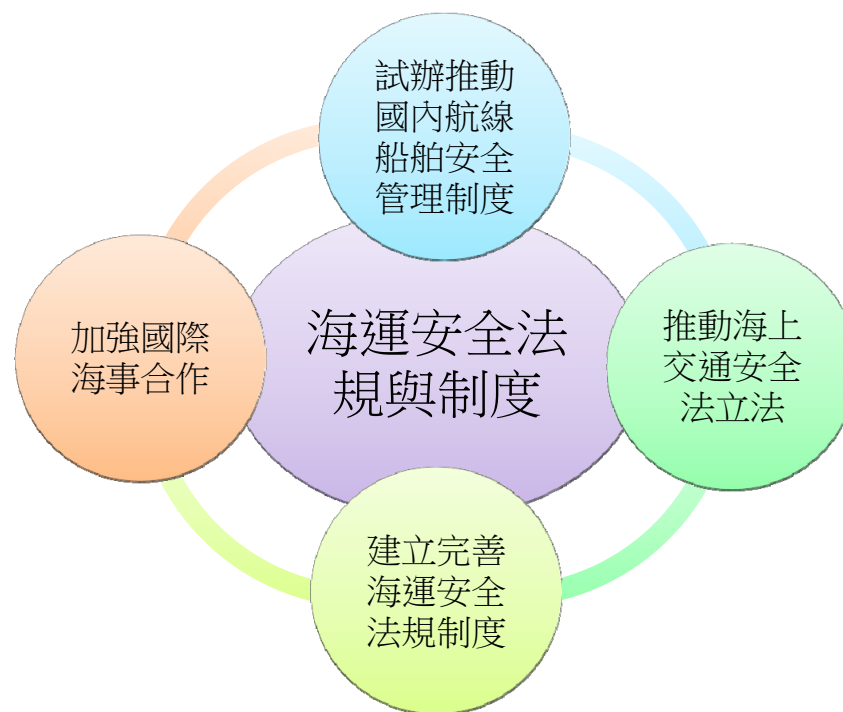 試辦推動
國內航線
船舶安全
管理制度
海運安全法
規與制度
推動海上
交通安全
法立法
建立完善
海運安全
法規制度
加強國際
海事合作